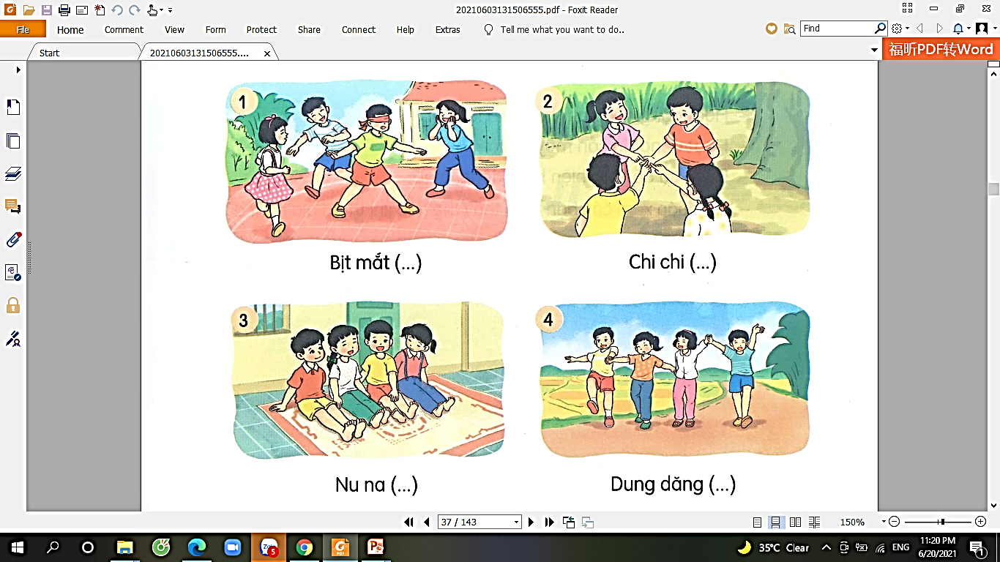 20210603131506555.pdf - Foxit Reader
File Home Comment View Form Protect Share Connect Help Extras Tell me what you want to do.. Find
Start 20210603131506555.... 福昕PDF转Word
1
2
Bịt mắt (...)
Chi chi (...)
3
4
Nu na (...)
Dung dăng (...)
37 / 143 150%
35°C Clear ENG 11:20 PM
6/20/2021
5
1